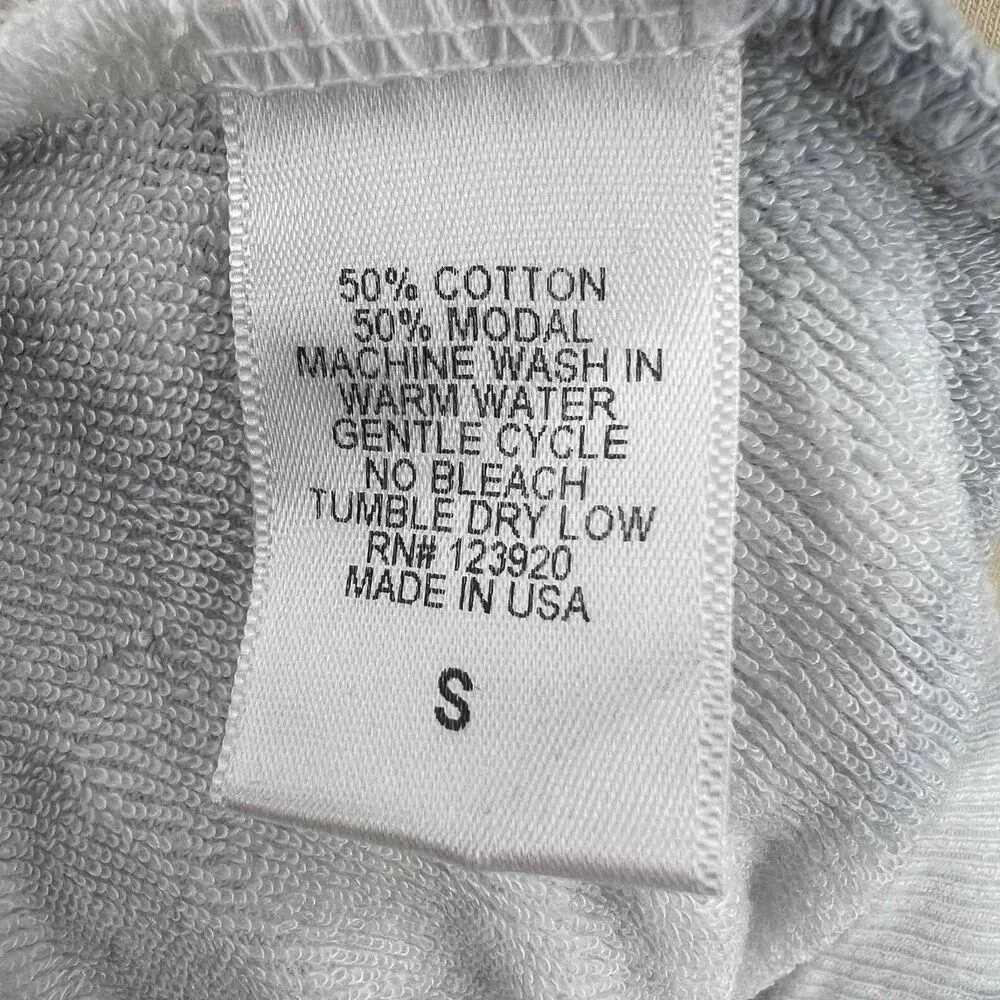 50% COTTON
50% MODAL
MACHINE WASH IN
WARM WATER
GENTLE CYCLE
NO BLEACH
TUMBLE DRY LOW
RN# 123920
MADE IN USA
S